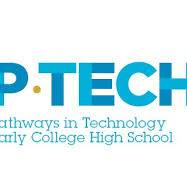 P·TECH
athways in Technology
arly College High School